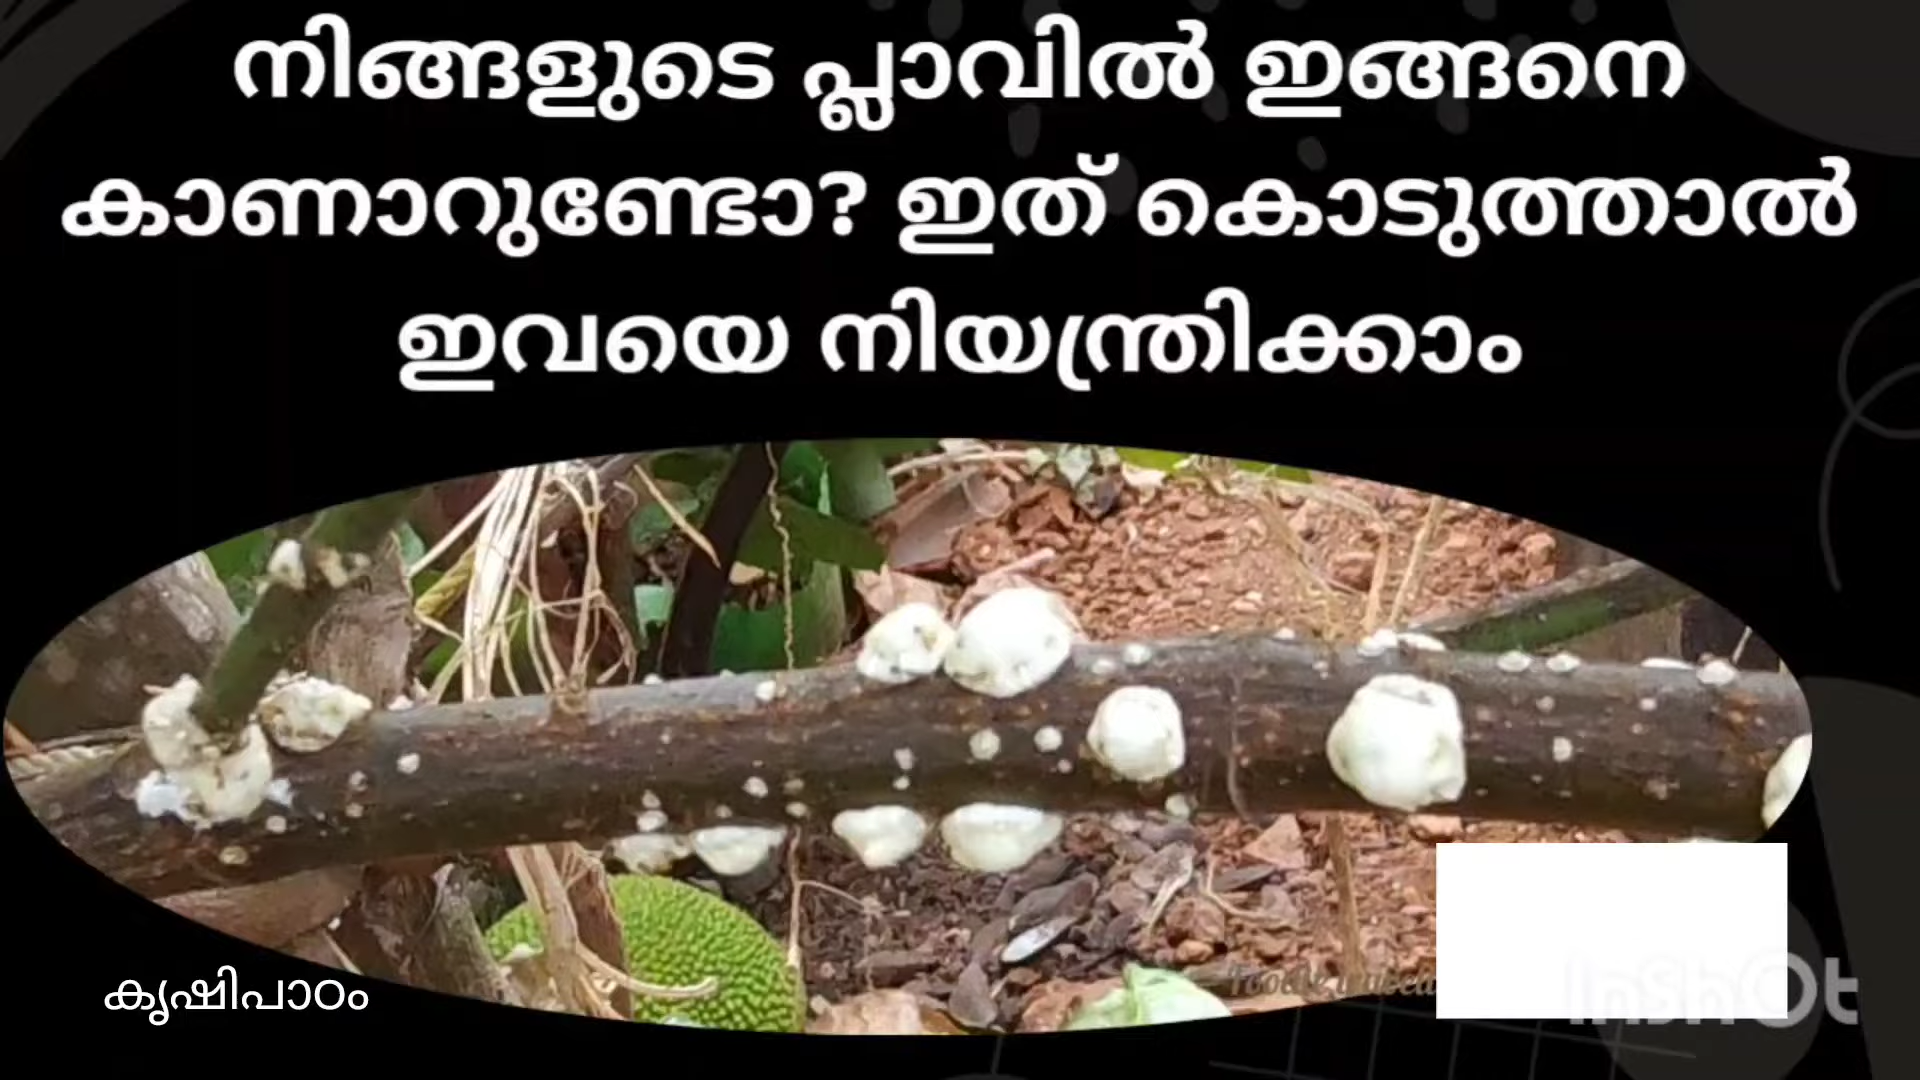 നിങ്ങളുടെ പ്ലാവിൽ ഇങ്ങനെ
കാണാറുണ്ടോ? ഇത് കൊടുത്താൽ
ഇവയെ നിയന്ത്രിക്കാം
കൃഷിപാഠം
InShOt